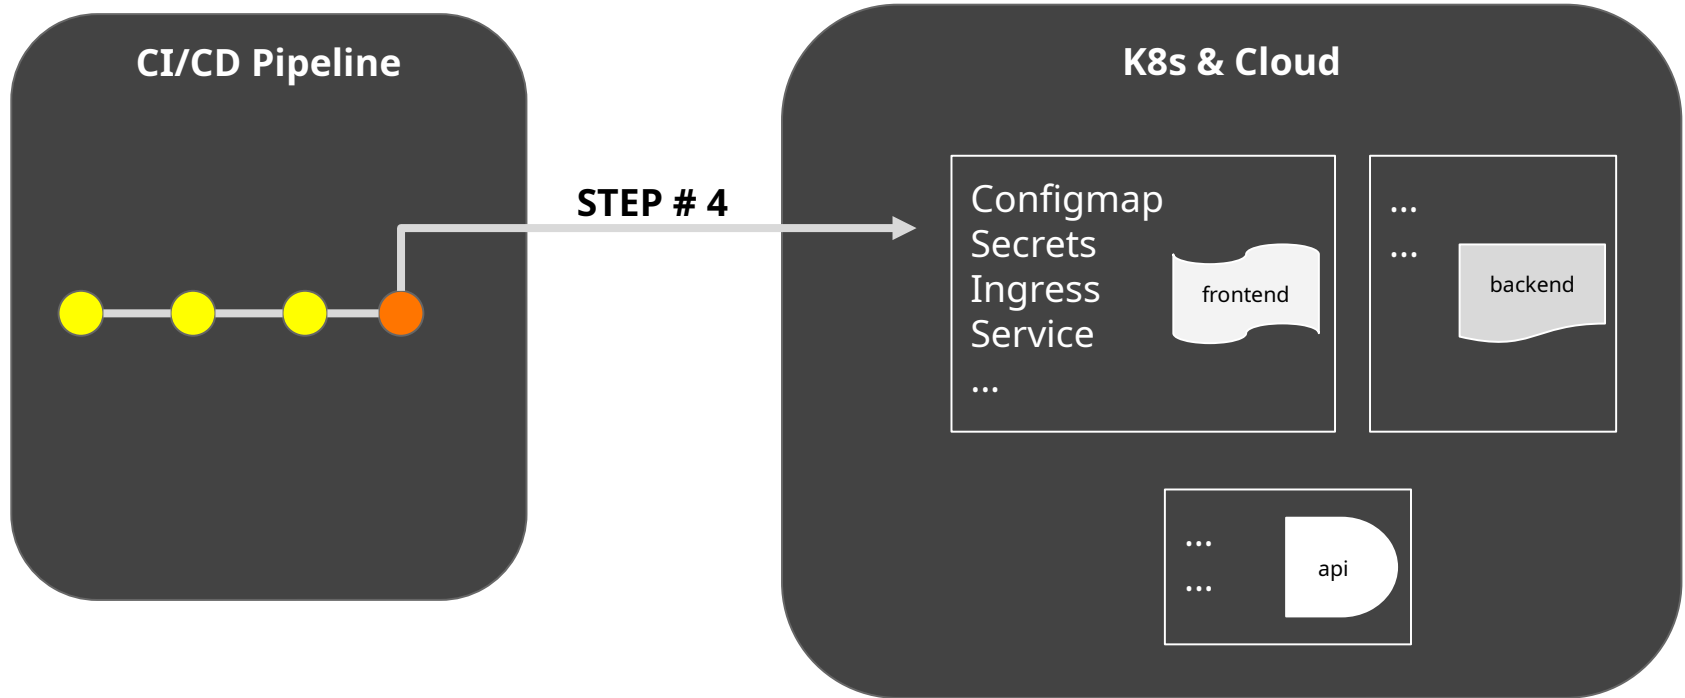 CI/CD Pipeline
K8s & Cloud
STEP # 4
Configmap
Secrets
Ingress
Service
...
frontend
...
...
backend
...
...
api